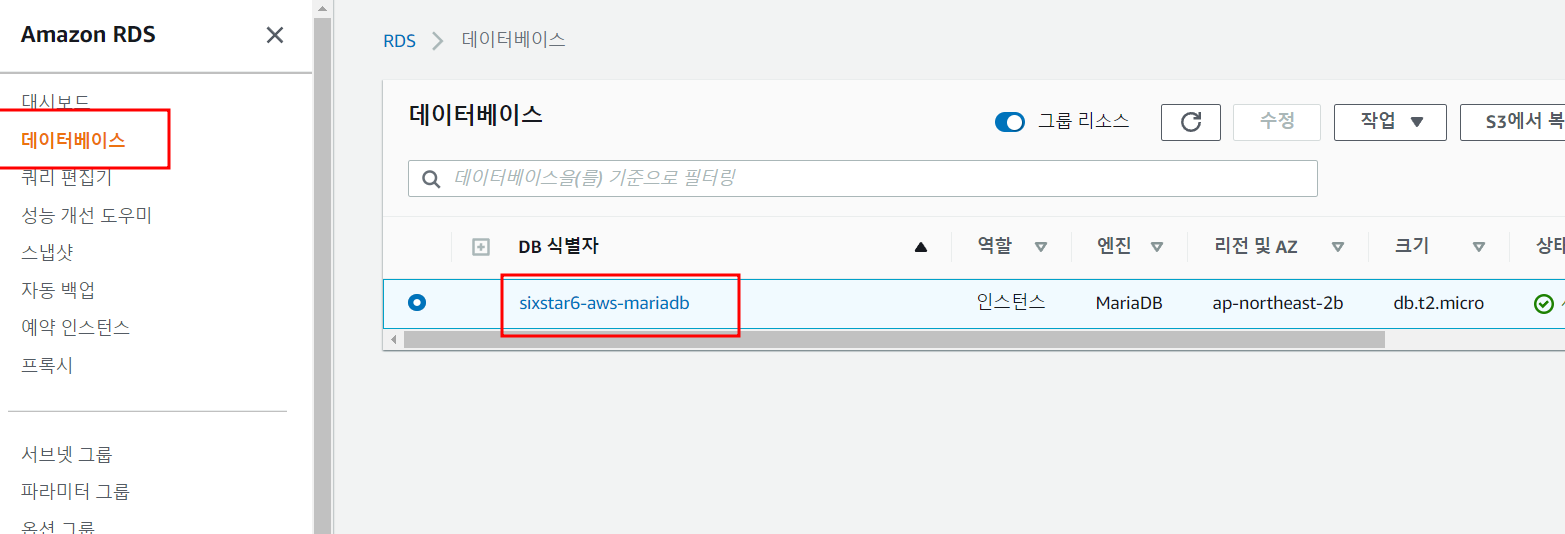 Amazon RDS
대시보드
데이터베이스
쿼리 편집기
성능 개선 도우미
스냅샷
자동 백업
예약 인스턴스
프록시
서브넷 그룹
파라미터 그룹
옵션 그룹
RDS > 데이터베이스
데이터베이스
그룹 리소스
수정
작업
S3에서 복
데이터베이스을(를) 기준으로 필터링
DB 식별자 역할 엔진 리전 및 AZ 크기 상태
sixstar6-aws-mariadb 인스턴스 MariaDB ap-northeast-2b db.t2.micro